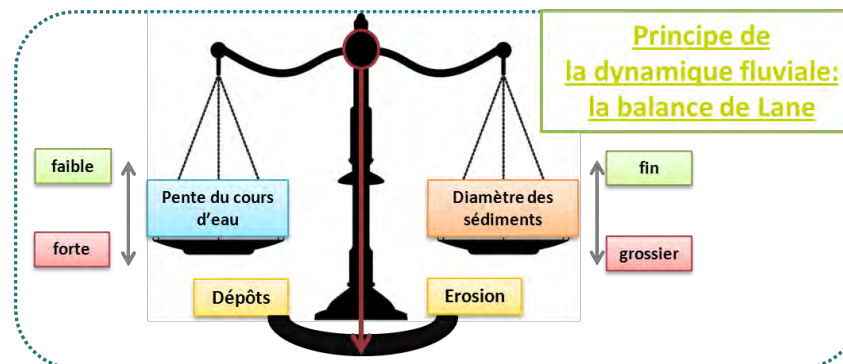 Principe de
la dynamique fluviale:
la balance de Lane
faible
fin
Pente du cours
d'eau
Diamètre des
sédiments
forte
grossier
Dépôts
Erosion